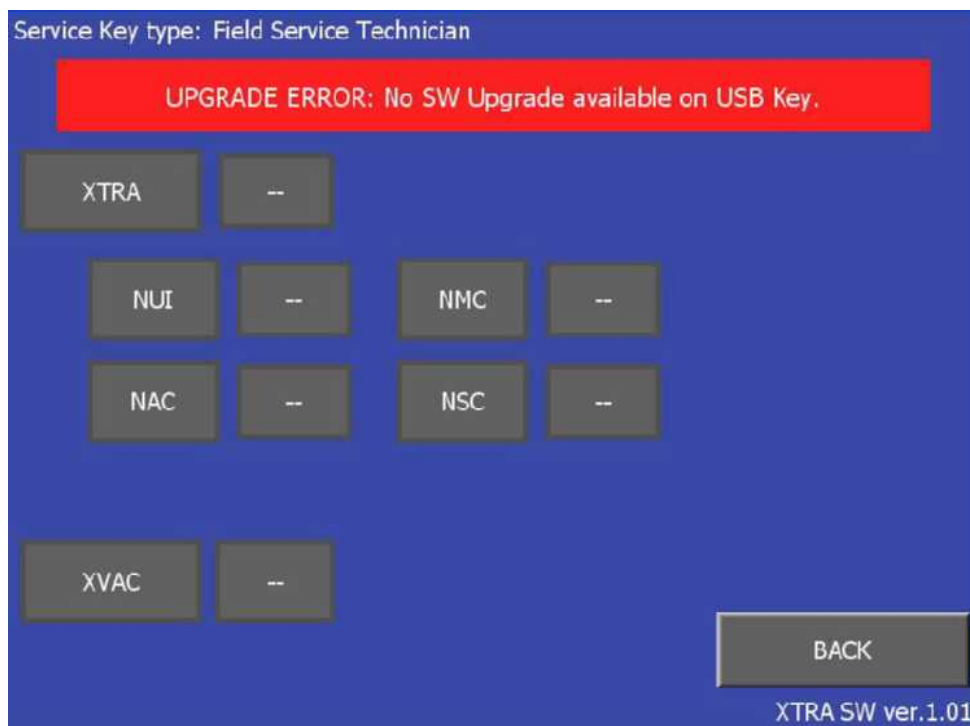 Service Key type: Field Service Technician
UPGRADE ERROR: No SW Upgrade available on USB Key.
XTRA --
NUI -- NMC --
NAC -- NSC --
XVAC --
BACK
XTRA SW ver.1.01